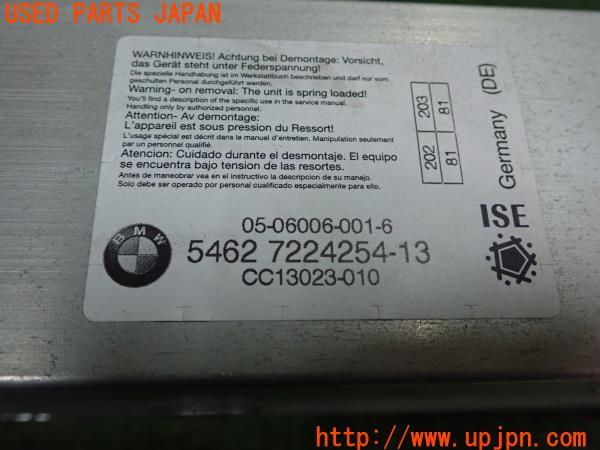 USED PARTS JAPAN
WARNHINWEIS! Achtung bei Demontage: Vorsicht,
das Gerät steht unter Federspannung!
Die spezielle Handhabung ist im Werkstattbuch beschrieben und darf nur vom
geschulten Personal durchgeführt werden.
Warning- on removal: The unit is spring loaded!
You'll find a description of the specific use in the service manual.
Handling only by authorized personnel.
Attention- Av demontage:
L'appareil est sous pression du Ressort!
L'usage spécial est décrit dans le manuel d'entretien. Manipulation seulement
par un personnel qualifié.
Atencion: Cuidado durante el desmontaje. El equipo
se encuentra bajo tension de las resortes.
Antes de maneobrar vea en el instructivo la descripcion de su manejo.
Solo debe ser operado por personal cualificado especialmente para ello.
202 203
81 81
Germany (DE)
ISE
05-06006-001-6
BMW
5462 7224254-13
CC13023-010
USED PARTS JAPAN
http://www.upjpn.com